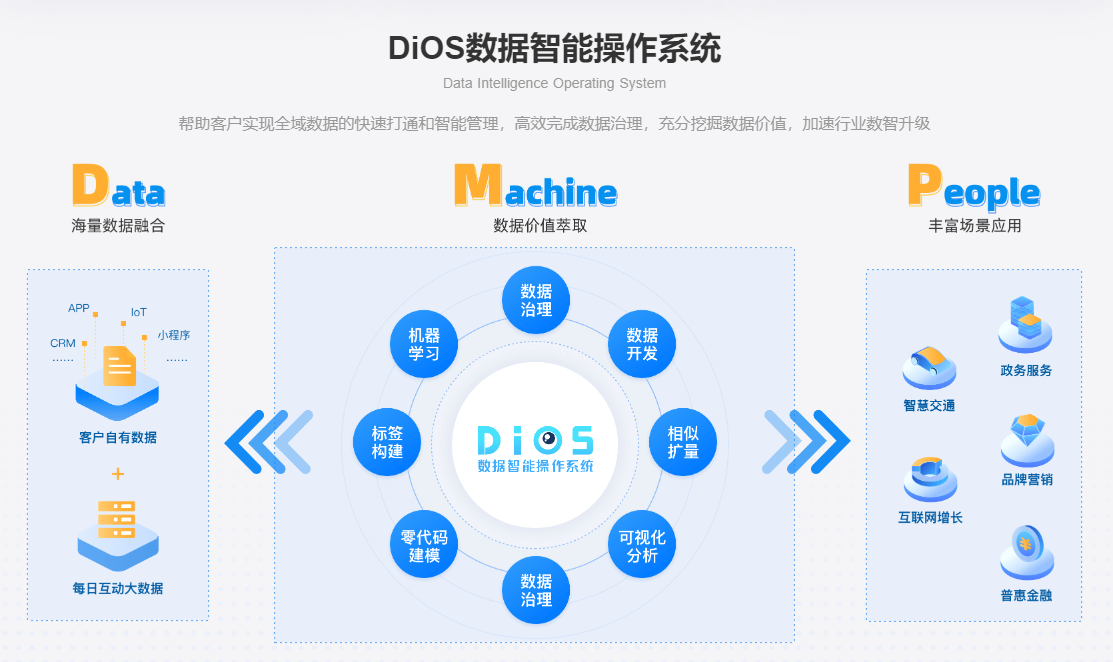 DiOS数据智能操作系统
Data Intelligence Operating System
帮助客户实现全域数据的快速打通和智能管理，高效完成数据治理，充分挖掘数据价值，加速行业数智升级
Data
海量数据融合
APP
IoT
CRM
小程序
......
......
客户自有数据
+
每日互动大数据
Machine
数据价值萃取
数据
治理
机器
学习
数据
开发
标签
构建
DiOS
数据智能操作系统
相似
扩量
零代码
建模
可视化
分析
数据
治理
People
丰富场景应用
政务服务
智慧交通
品牌营销
互联网增长
普惠金融